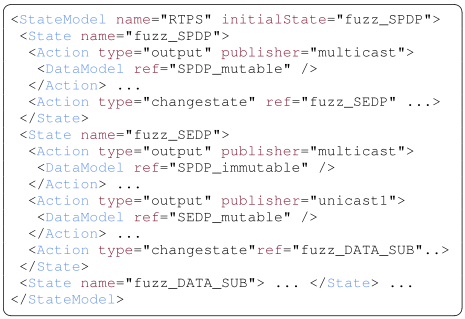 <StateModel name="RTPS" initialState="fuzz_SPDP">
<State name="fuzz_SPDP">
<Action type="output" publisher="multicast">
<DataModel ref="SPDP_mutable" />
</Action> ...
<Action type="changestate" ref="fuzz_SEDP" ...>
</State>
<State name="fuzz_SEDP">
<Action type="output" publisher="multicast">
<DataModel ref="SPDP_immutable" />
</Action> ...
<Action type="output" publisher="unicast1">
<DataModel ref="SEDP_mutable" />
</Action> ...
<Action type="changestate"ref="fuzz_DATA_SUB"..>
</State>
<State name="fuzz_DATA_SUB"> ... </State> ...
</StateModel>